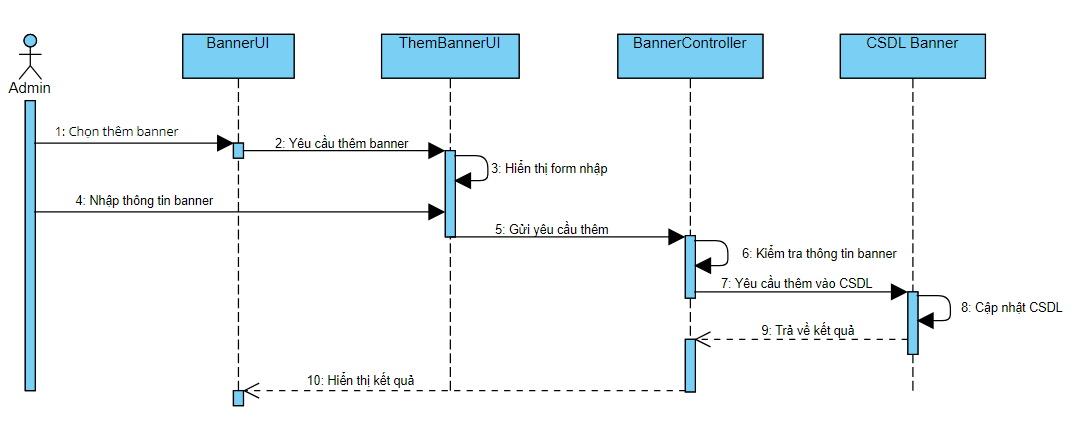 BannerUI
ThemBannerUI
BannerController
CSDL Banner
Admin
1: Chọn thêm banner
2: Yêu cầu thêm banner
3: Hiển thị form nhập
4: Nhập thông tin banner
5: Gửi yêu cầu thêm
6: Kiểm tra thông tin banner
7: Yêu cầu thêm vào CSDL
8: Cập nhật CSDL
9: Trả về kết quả
10: Hiển thị kết quả